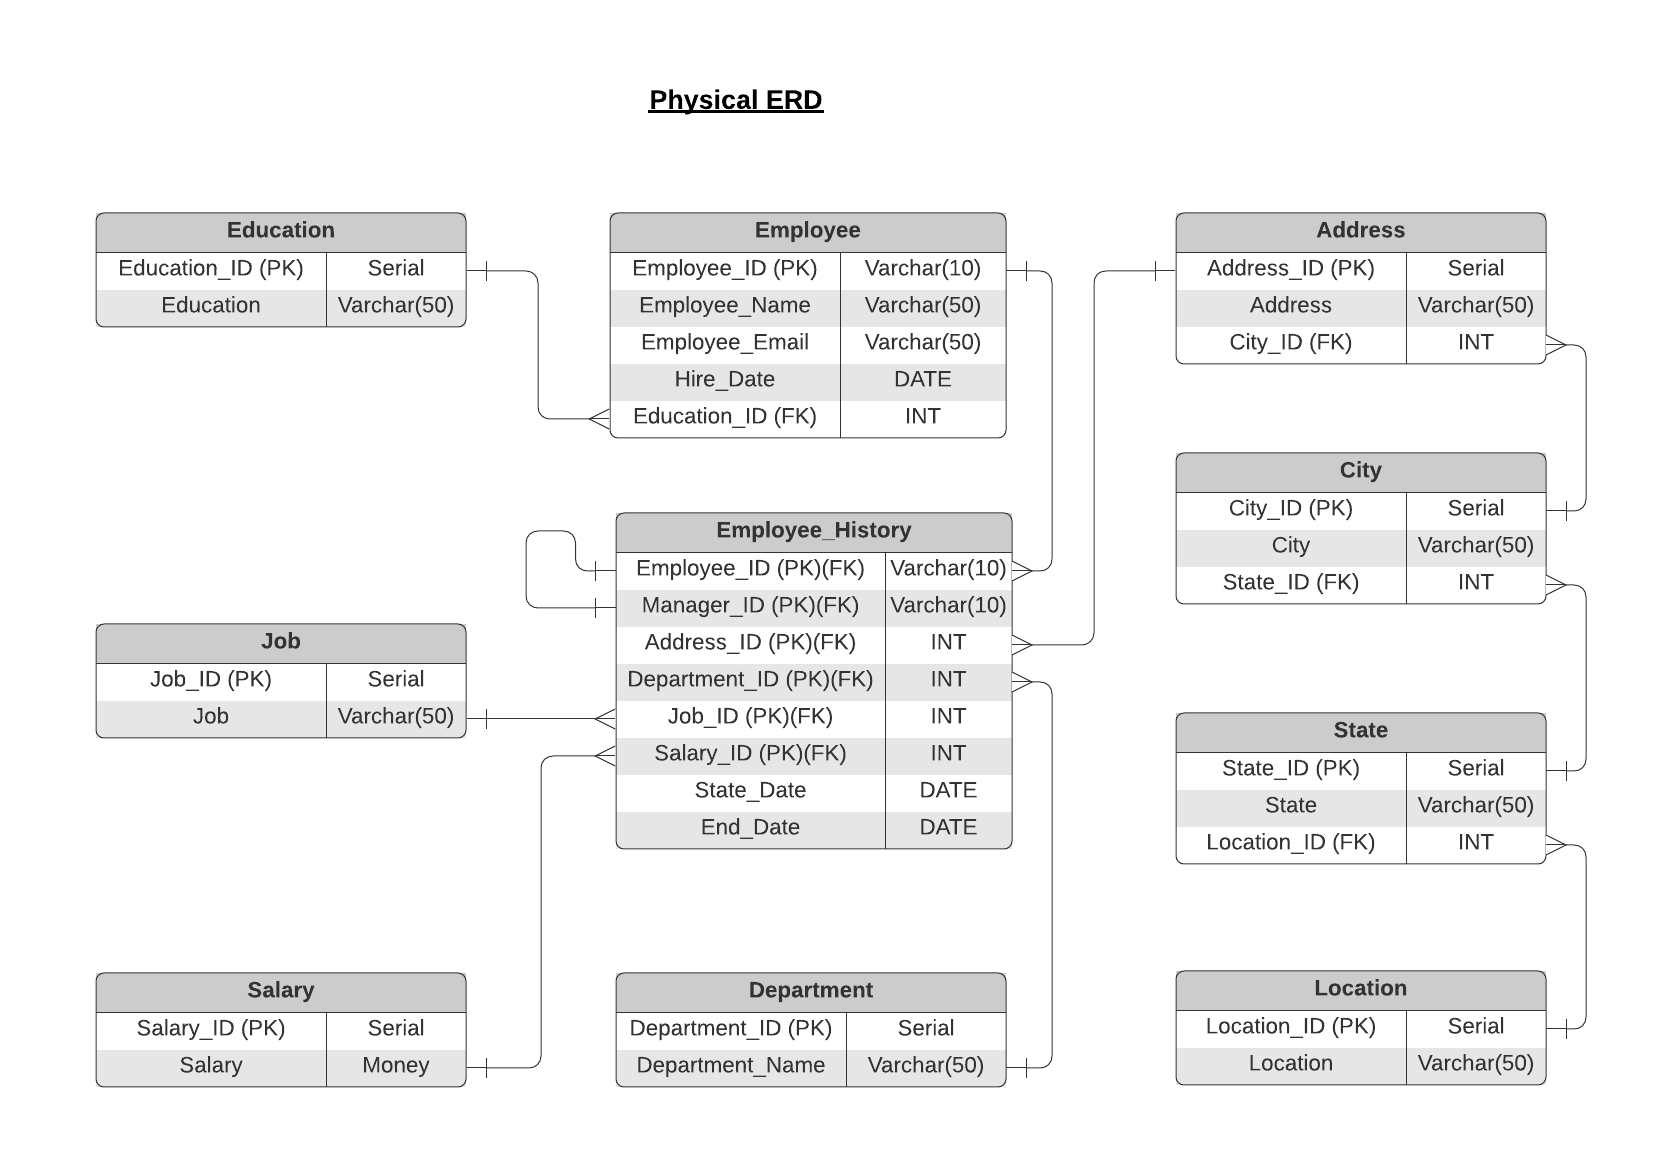 Physical ERD
Education
Education_ID (PK) Serial
Education Varchar(50)
Employee
Employee_ID (PK) Varchar(10)
Employee_Name Varchar(50)
Employee_Email Varchar(50)
Hire_Date DATE
Education_ID (FK) INT
Address
Address_ID (PK) Serial
Address Varchar(50)
City_ID (FK) INT
City
City_ID (PK) Serial
City Varchar(50)
State_ID (FK) INT
Employee_History
Employee_ID (PK)(FK) Varchar(10)
Manager_ID (PK)(FK) Varchar(10)
Address_ID (PK)(FK) INT
Department_ID (PK)(FK) INT
Job_ID (PK)(FK) INT
Salary_ID (PK)(FK) INT
State_Date DATE
End_Date DATE
Job
Job_ID (PK) Serial
Job Varchar(50)
State
State_ID (PK) Serial
State Varchar(50)
Location_ID (FK) INT
Salary
Salary_ID (PK) Serial
Salary Money
Department
Department_ID (PK) Serial
Department_Name Varchar(50)
Location
Location_ID (PK) Serial
Location Varchar(50)